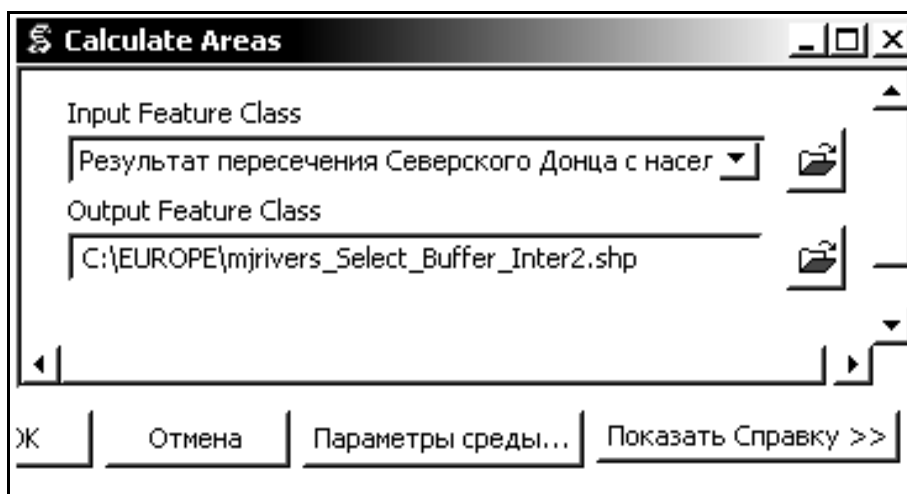 Calculate Areas
Input Feature Class
Результат пересечения Северского Донца с насел
Output Feature Class
C:\EUROPE\mjrivers_Select_Buffer_Inter2.shp
ОК Отмена Параметры среды... Показать Справку >>